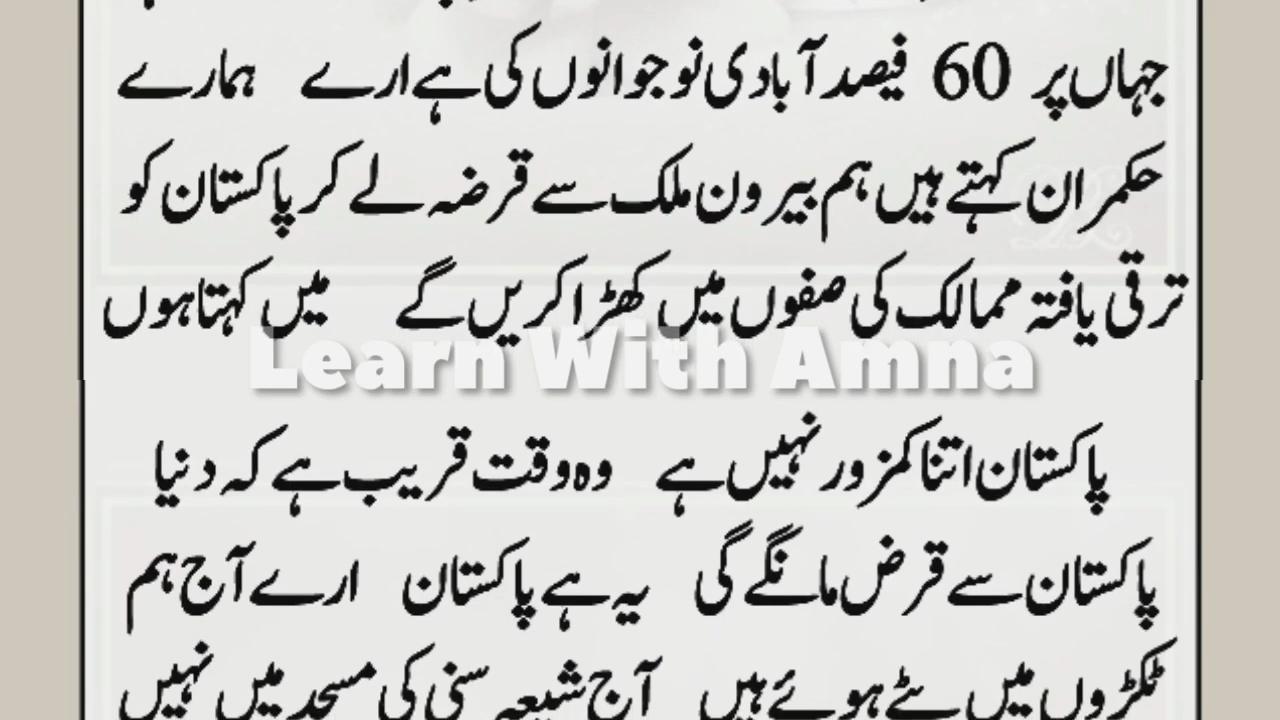 جہاں پر 60 فیصد آبادی نوجوانوں کی ہے ارے ہمارے
حکمران کہتے ہیں ہم بیرون ملک سے قرضہ لے کر پاکستان کو
ترقی یافتہ ممالک کی صفوں میں کھڑا کریں گے میں کہتا ہوں
Learn With Amna
پاکستان اتنا کمزور نہیں ہے وہ وقت قریب ہے کہ دنیا
پاکستان سے قرض مانگے گی یہ ہے پاکستان ارے آج ہم
ٹکڑوں میں بٹے ہوئے ہیں آج شیعہ سنی کی مسجد میں نہیں